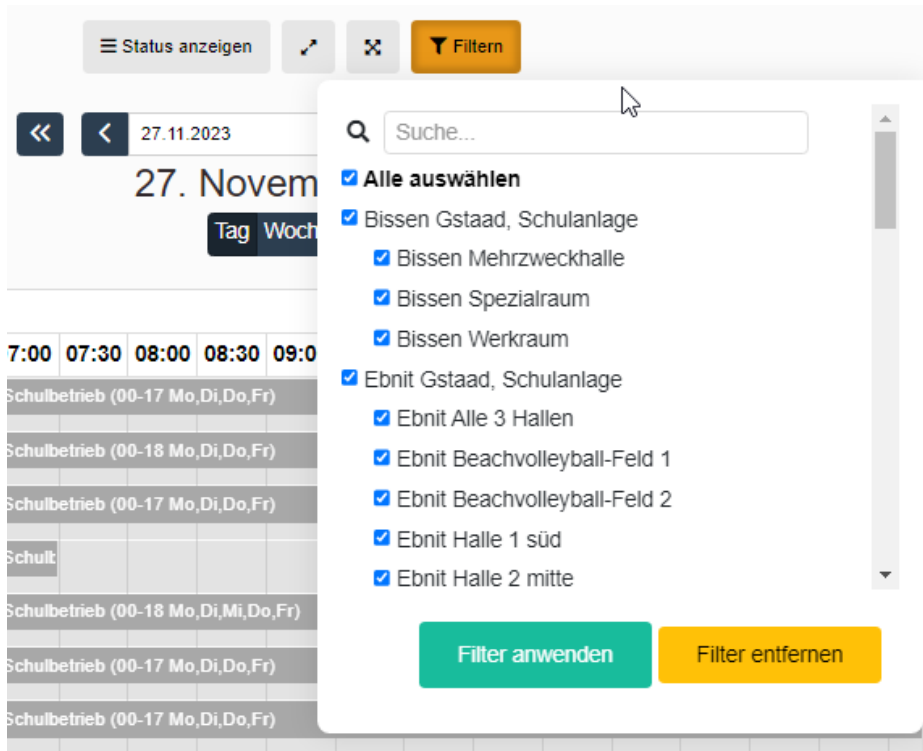 Status anzeigen
Filtern
27.11.2023
27. Novem
Tag Woch
Suche...
Alle auswählen
Bissen Gstaad, Schulanlage
Bissen Mehrzweckhalle
Bissen Spezialraum
Bissen Werkraum
Ebnit Gstaad, Schulanlage
Ebnit Alle 3 Hallen
Ebnit Beachvolleyball-Feld 1
Ebnit Beachvolleyball-Feld 2
Ebnit Halle 1 süd
Ebnit Halle 2 mitte
Filter anwenden
Filter entfernen
7:00 07:30 08:00 08:30 09:0
Schulbetrieb (00-17 Mo,Di,Do,Fr)
Schulbetrieb (00-18 Mo,Di,Do,Fr)
Schulbetrieb (00-17 Mo,Di,Do,Fr)
Schulb
Schulbetrieb (00-18 Mo,Di,Mi,Do,Fr)
Schulbetrieb (00-17 Mo,Di,Do,Fr)
Schulbetrieb (00-17 Mo,Di,Do,Fr)